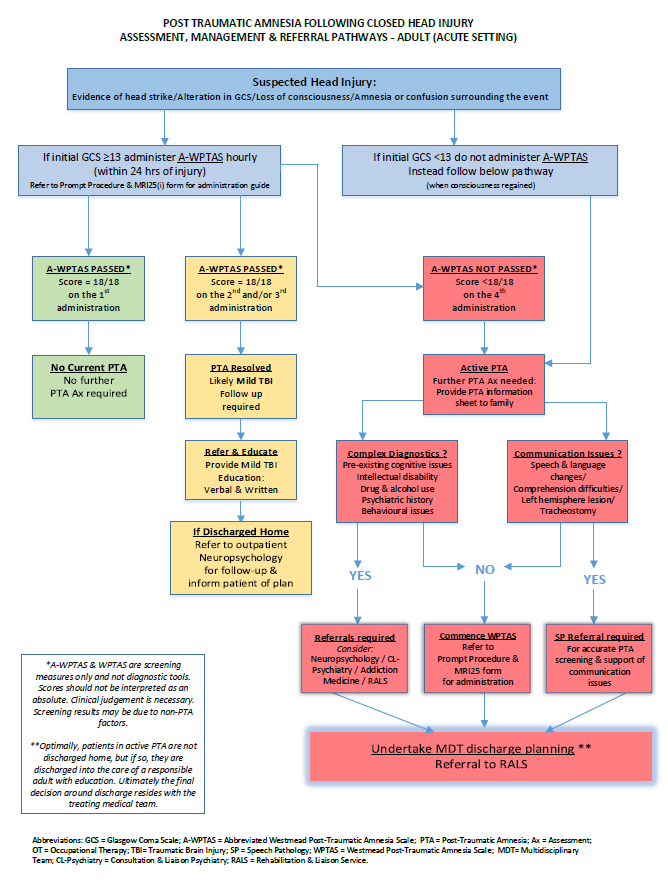 POST TRAUMATIC AMNESIA FOLLOWING CLOSED HEAD INJURY
ASSESSMENT, MANAGEMENT & REFERRAL PATHWAYS - ADULT (ACUTE SETTING)
Suspected Head Injury:
Evidence of head strike/Alteration in GCS/Loss of consciousness/Amnesia or confusion surrounding the event
If initial GCS ≥13 administer A-WPTAS hourly
(within 24 hrs of injury)
Refer to Prompt Procedure & MRI25(i) form for administration guide
If initial GCS <13 do not administer A-WPTAS
Instead follow below pathway
(when consciousness regained)
A-WPTAS PASSED*
Score = 18/18
on the 1st
administration
A-WPTAS PASSED*
Score = 18/18
on the 2nd and/or 3rd
administration
A-WPTAS NOT PASSED*
Score <18/18
on the 4th
administration
No Current PTA
No further
PTA Ax required
PTA Resolved
Likely Mild TBI
Follow up
required
Active PTA
Further PTA Ax needed:
Provide PTA information
sheet to family
Refer & Educate
Provide Mild TBI
Education:
Verbal & Written
Complex Diagnostics ?
Pre-existing cognitive issues
Intellectual disability
Drug & alcohol use
Psychiatric history
Behavioural issues
Communication Issues ?
Speech & language
changes/
Comprehension difficulties/
Left hemisphere lesion/
Tracheostomy
If Discharged Home
Refer to outpatient
Neuropsychology
for follow-up &
inform patient of plan
YES
NO
YES
Referrals required
Consider:
Neuropsychology / CL-
Psychiatry / Addiction
Medicine / RALS
Commence WPTAS
Refer to
Prompt Procedure &
MRI25 form
for administration
SP Referral required
For accurate PTA
screening & support of
communication
issues
Undertake MDT discharge planning **
Referral to RALS
*A-WPTAS & WPTAS are screening
measures only and not diagnostic tools.
Scores should not be interpreted as an
absolute. Clinical judgement is necessary.
Screening results may be due to non-PTA
factors.
**Optimally, patients in active PTA are not
discharged home, but if so, they are
discharged into the care of a responsible
adult with education. Ultimately the final
decision around discharge resides with the
treating medical team.
Abbreviations: GCS = Glasgow Coma Scale; A-WPTAS = Abbreviated Westmead Post-Traumatic Amnesia Scale; PTA = Post-Traumatic Amnesia; Ax = Assessment;
OT = Occupational Therapy; TBI= Traumatic Brain Injury; SP = Speech Pathology; WPTAS = Westmead Post-Traumatic Amnesia Scale; MDT= Multidisciplinary
Team; CL-Psychiatry = Consultation & Liaison Psychiatry; RALS = Rehabilitation & Liaison Service.